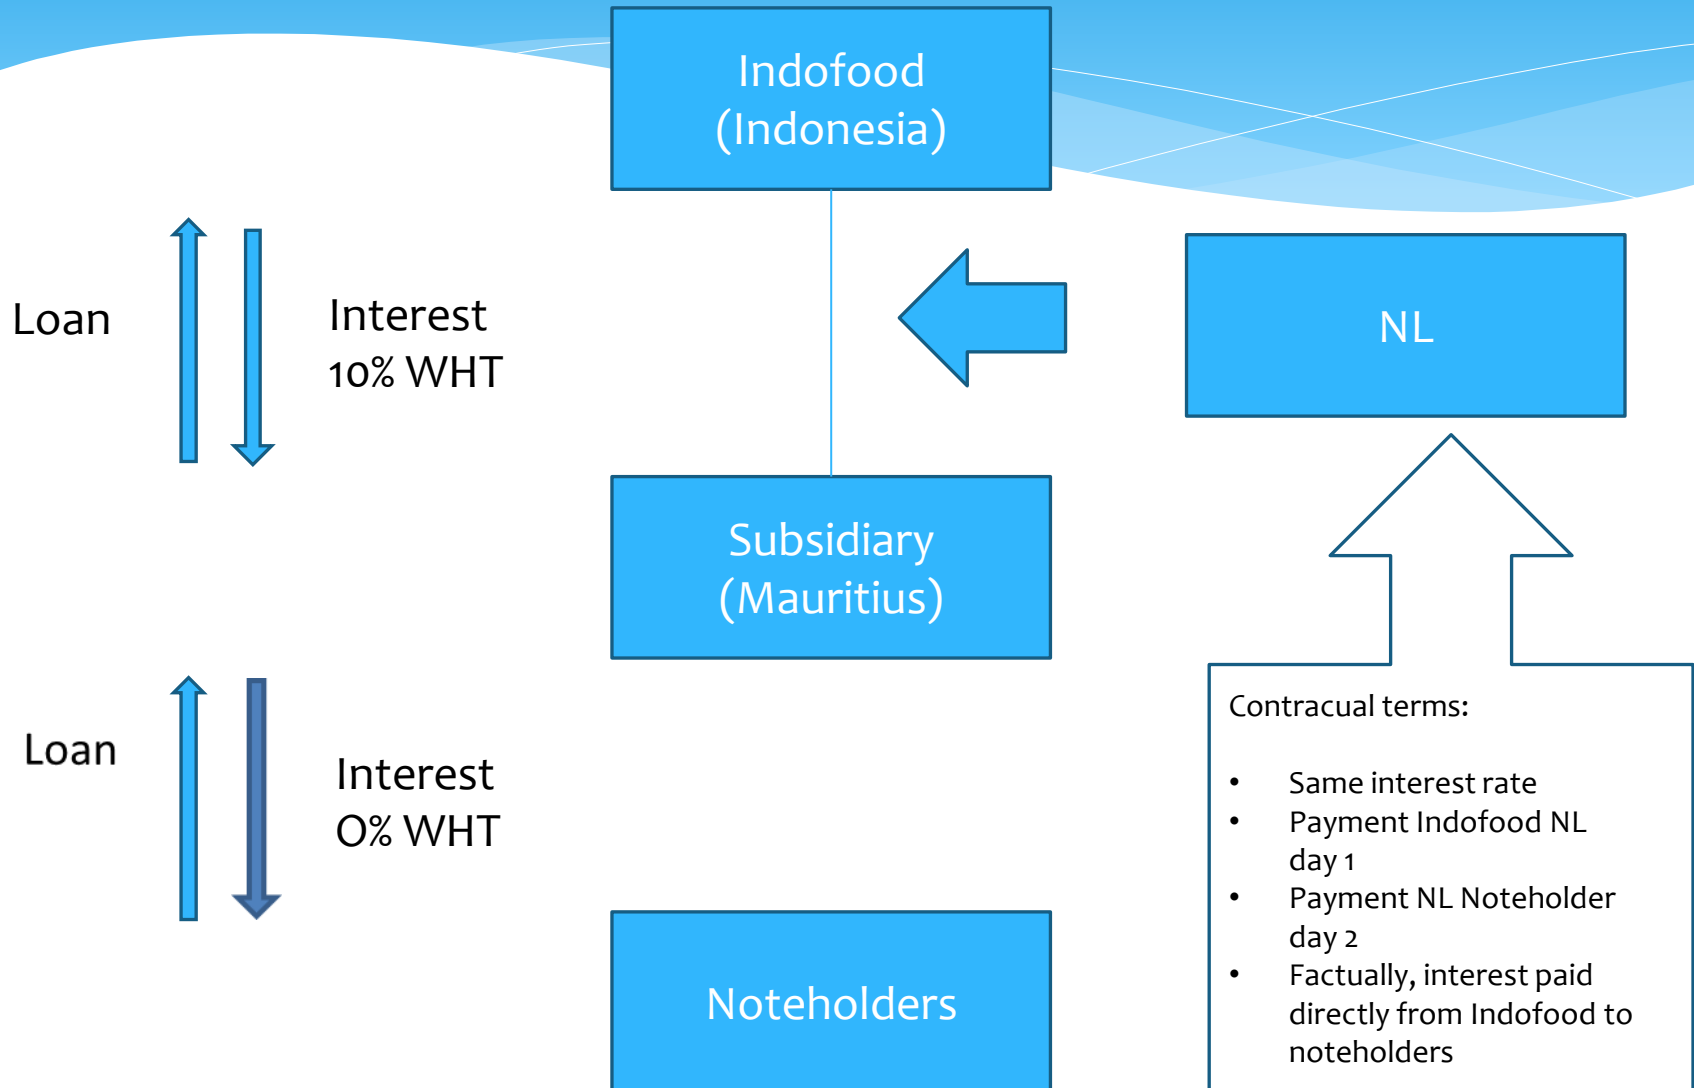 Indofood
(Indonesia)
Loan
Interest
10% WHT
NL
Subsidiary
(Mauritius)
Loan
Interest
0% WHT
Contracual terms:
• Same interest rate
• Payment Indofood NL
day 1
• Payment NL Noteholder
day 2
• Factually, interest paid
directly from Indofood to
noteholders
Noteholders